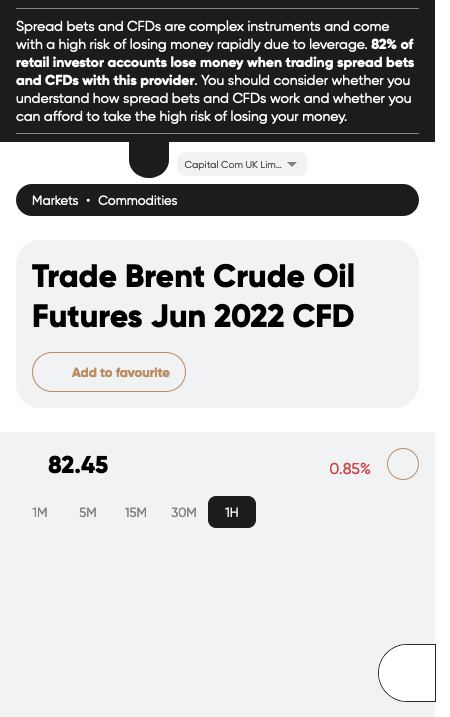 Spread bets and CFDs are complex instruments and come
with a high risk of losing money rapidly due to leverage. 82% of
retail investor accounts lose money when trading spread bets
and CFDs with this provider. You should consider whether you
understand how spread bets and CFDs work and whether you
can afford to take the high risk of losing your money.
Capital Com UK Lim...
Markets • Commodities
Trade Brent Crude Oil
Futures Jun 2022 CFD
Add to favourite
82.45
0.85%
1M 5M 15M 30M 1H